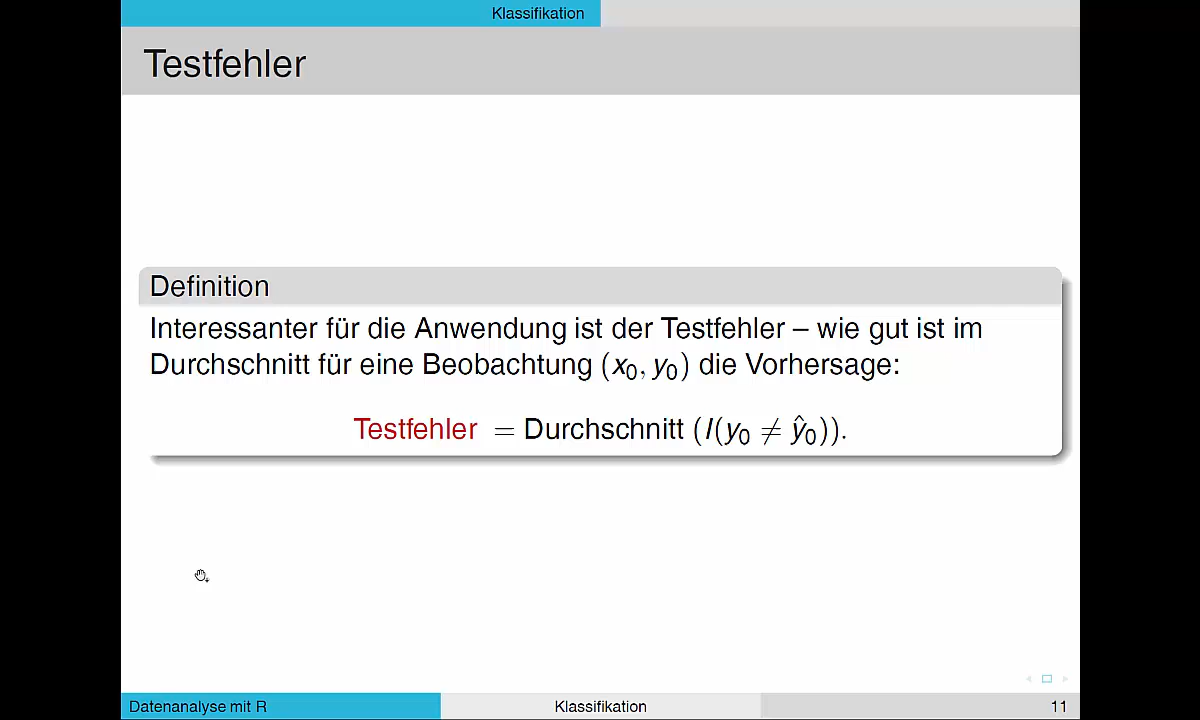 Klassifikation
Testfehler
Definition
Interessanter für die Anwendung ist der Testfehler – wie gut ist im
Durchschnitt für eine Beobachtung (x₀, y₀) die Vorhersage:
Testfehler = Durchschnitt (I(y₀ ≠ ŷ₀)).
Datenanalyse mit R Klassifikation 11